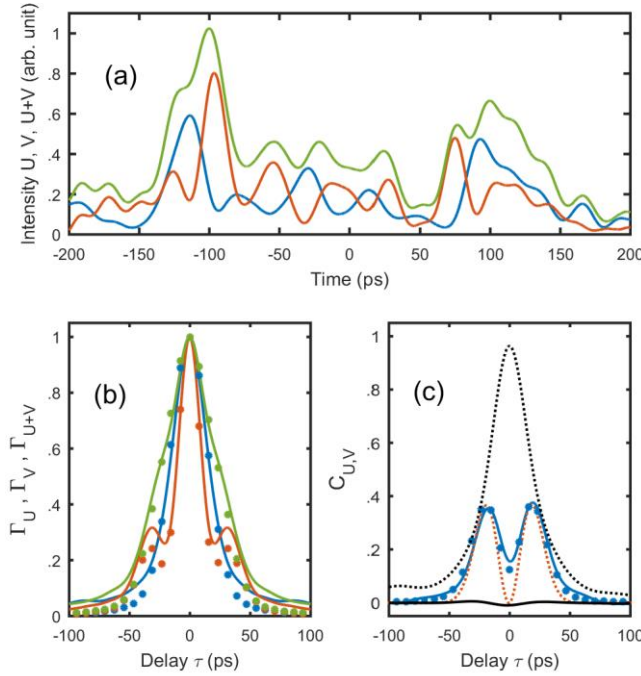 (a)
Intensity U, V, U+V (arb. unit)
1
.8
.6
.4
.2
0
-200 -150 -100 -50 0 50 100 150 200
Time (ps)
(b)
Γ_U , Γ_V , Γ_U+V
1
.8
.6
.4
.2
0
-100 -50 0 50 100
Delay τ (ps)
(c)
C_U,V
1
.8
.6
.4
.2
0
-100 -50 0 50 100
Delay τ (ps)